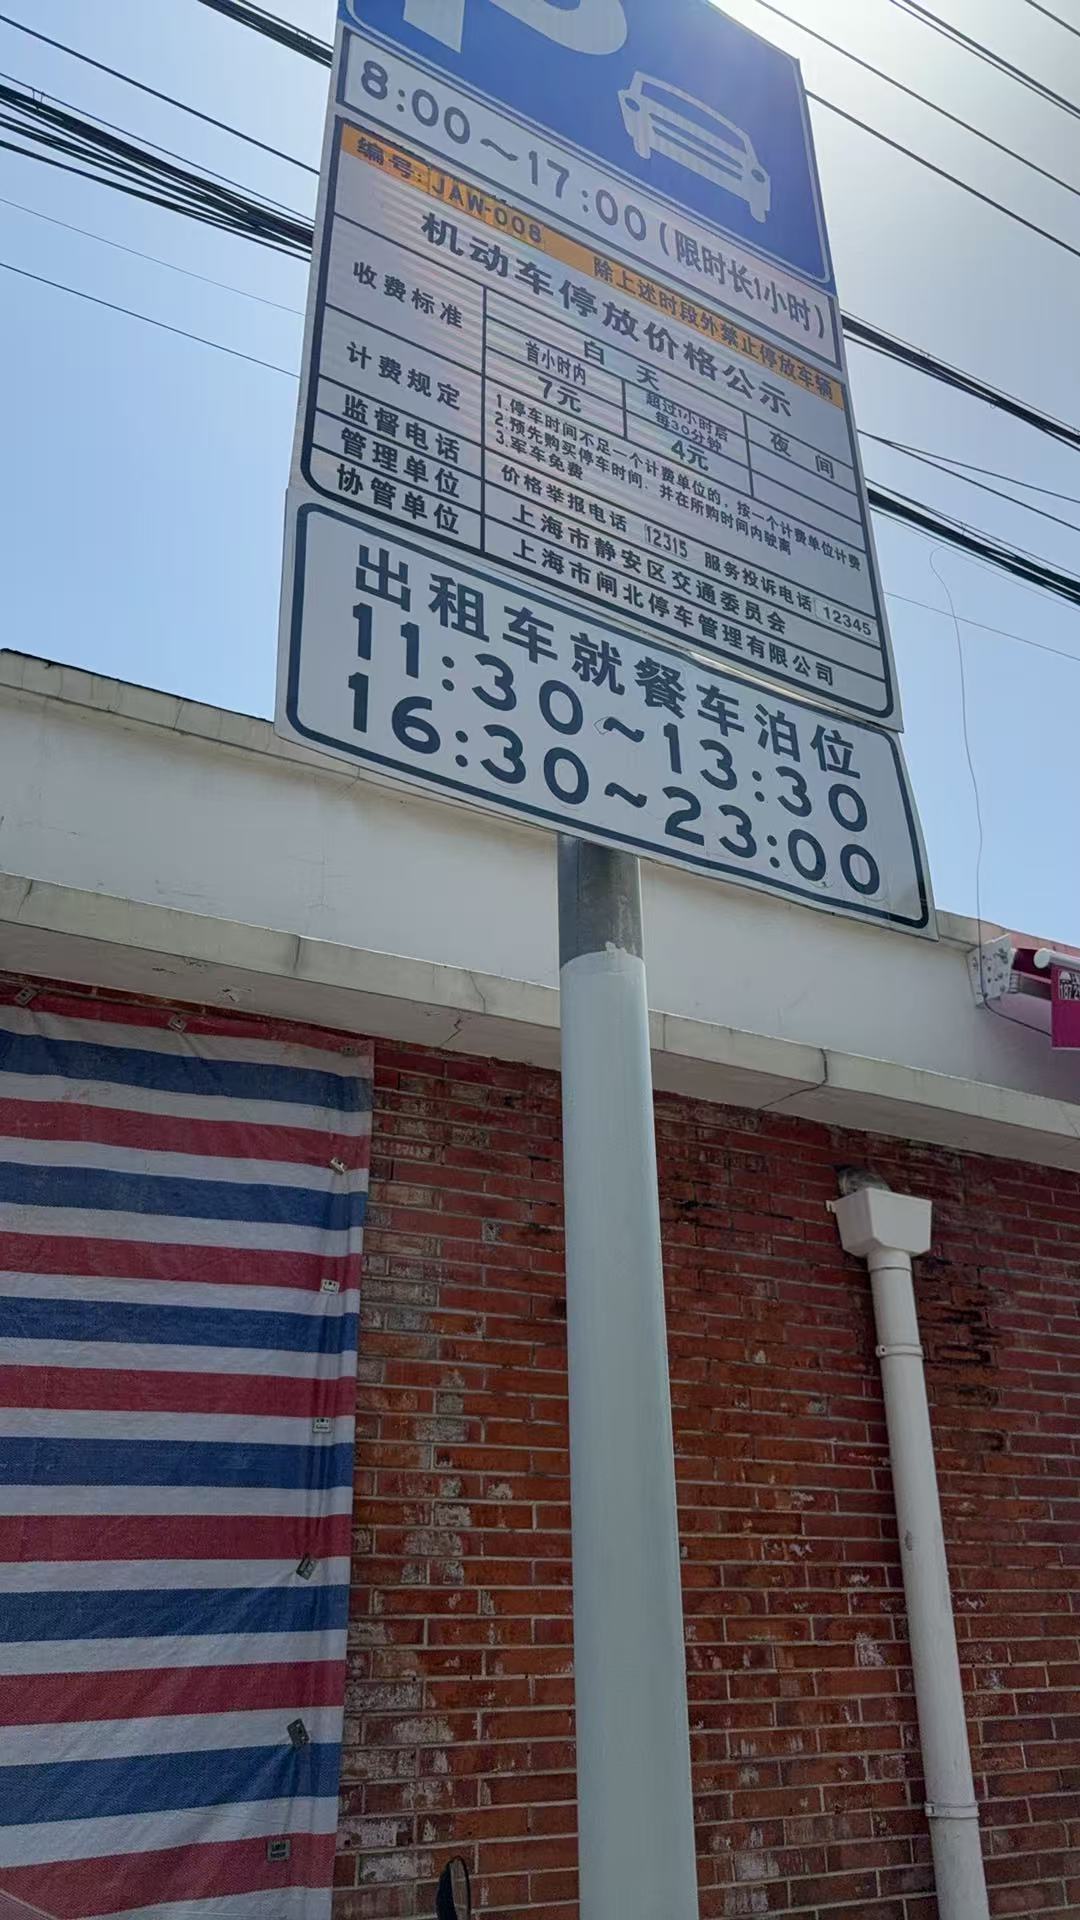 P
8:00~17:00(限时长1小时)
编号:JAW-008 除上述时段外禁止停放车辆
机动车停放价格公示
收费标准 白天 夜间
首小时内 超过1小时后每30分钟
7元 4元
计费规定 1.停车时间不足一个计费单位的,按一个计费单位计费
2.预先购买停车时间,并在所购时间内驶离
3.军车免费
监督电话 价格举报电话 12315 服务投诉电话 12345
管理单位 上海市静安区交通委员会
协管单位 上海市闸北停车管理有限公司
出租车就餐车泊位
11:30~13:30
16:30~23:00